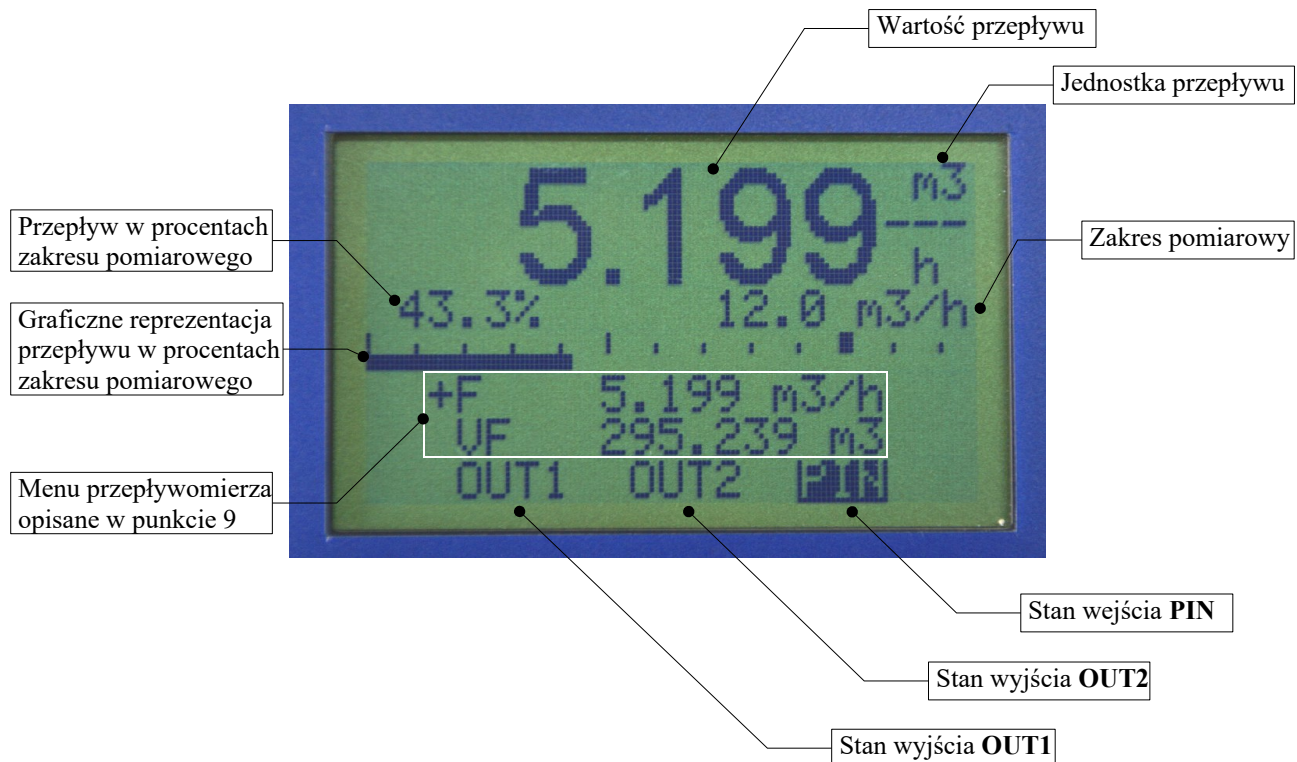 Wartość przepływu
Jednostka przepływu
5.199 m3
---
h
Przepływ w procentach
zakresu pomiarowego
Zakres pomiarowy
43.3% 12.0 m3/h
Graficzne reprezentacja
przepływu w procentach
zakresu pomiarowego
+F 5.199 m3/h
VF 295.239 m3
OUT1 OUT2 PIN
Menu przepływomierza
opisane w punkcie 9
Stan wejścia PIN
Stan wyjścia OUT2
Stan wyjścia OUT1